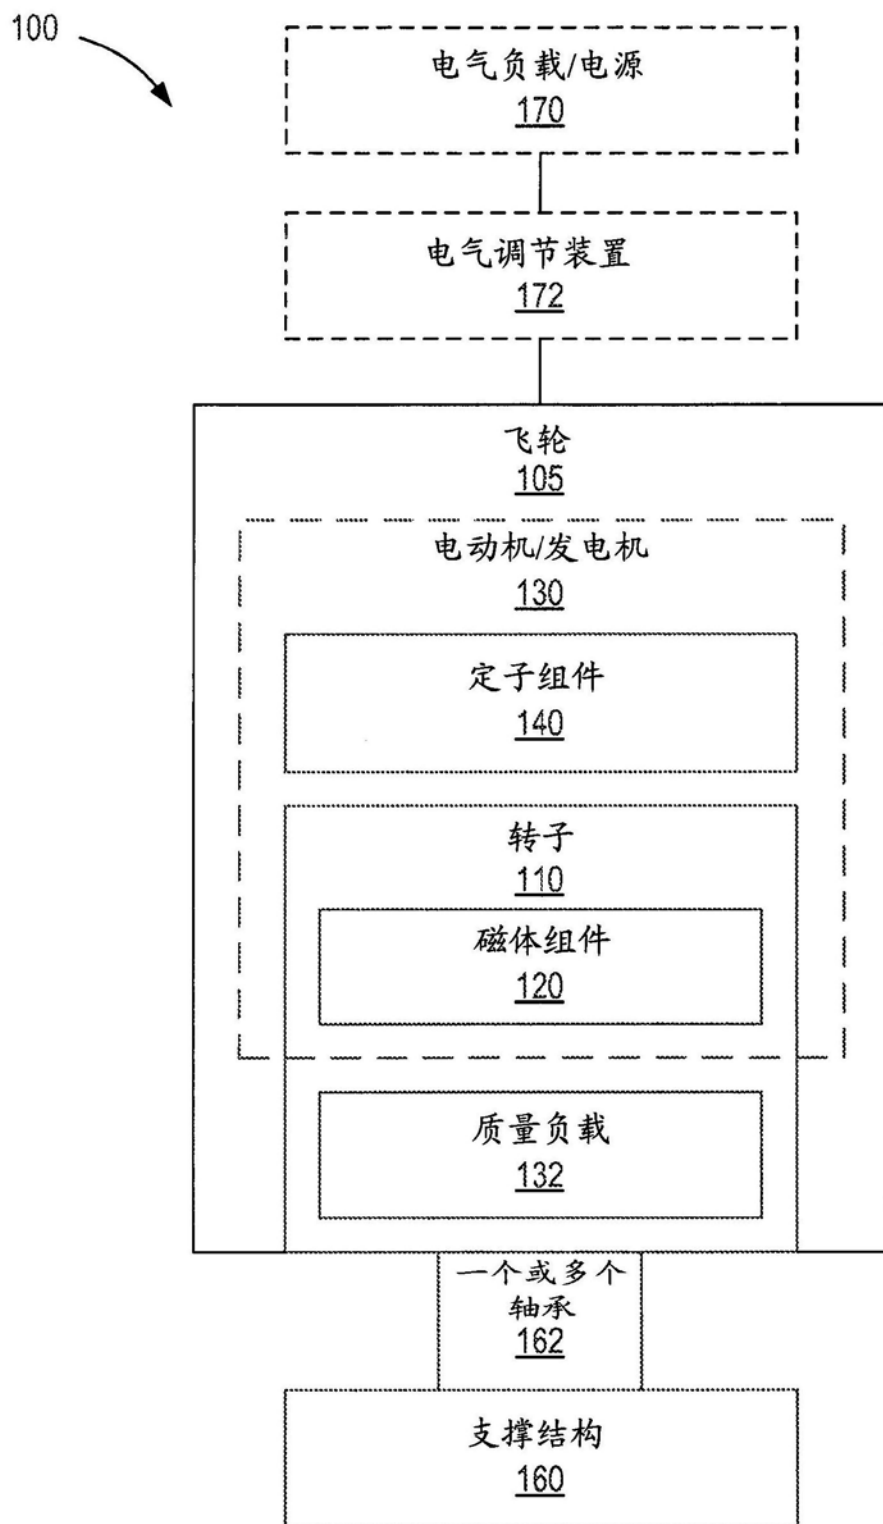 100
电气负载/电源
170
电气调节装置
172
飞轮
105
电动机/发电机
130
定子组件
140
转子
110
磁体组件
120
质量负载
132
一个或多个
轴承
162
支撑结构
160